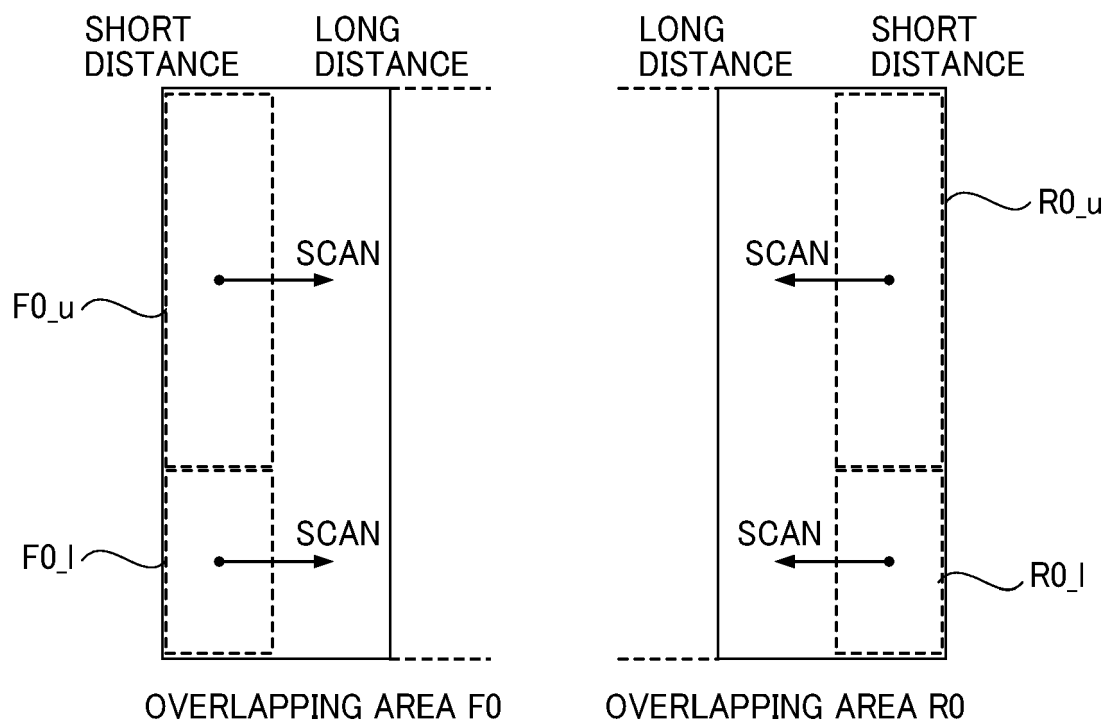 SHORT
DISTANCE
LONG
DISTANCE
LONG
DISTANCE
SHORT
DISTANCE
R0_u
SCAN
SCAN
F0_u
SCAN
SCAN
F0_l
R0_l
OVERLAPPING AREA F0
OVERLAPPING AREA R0